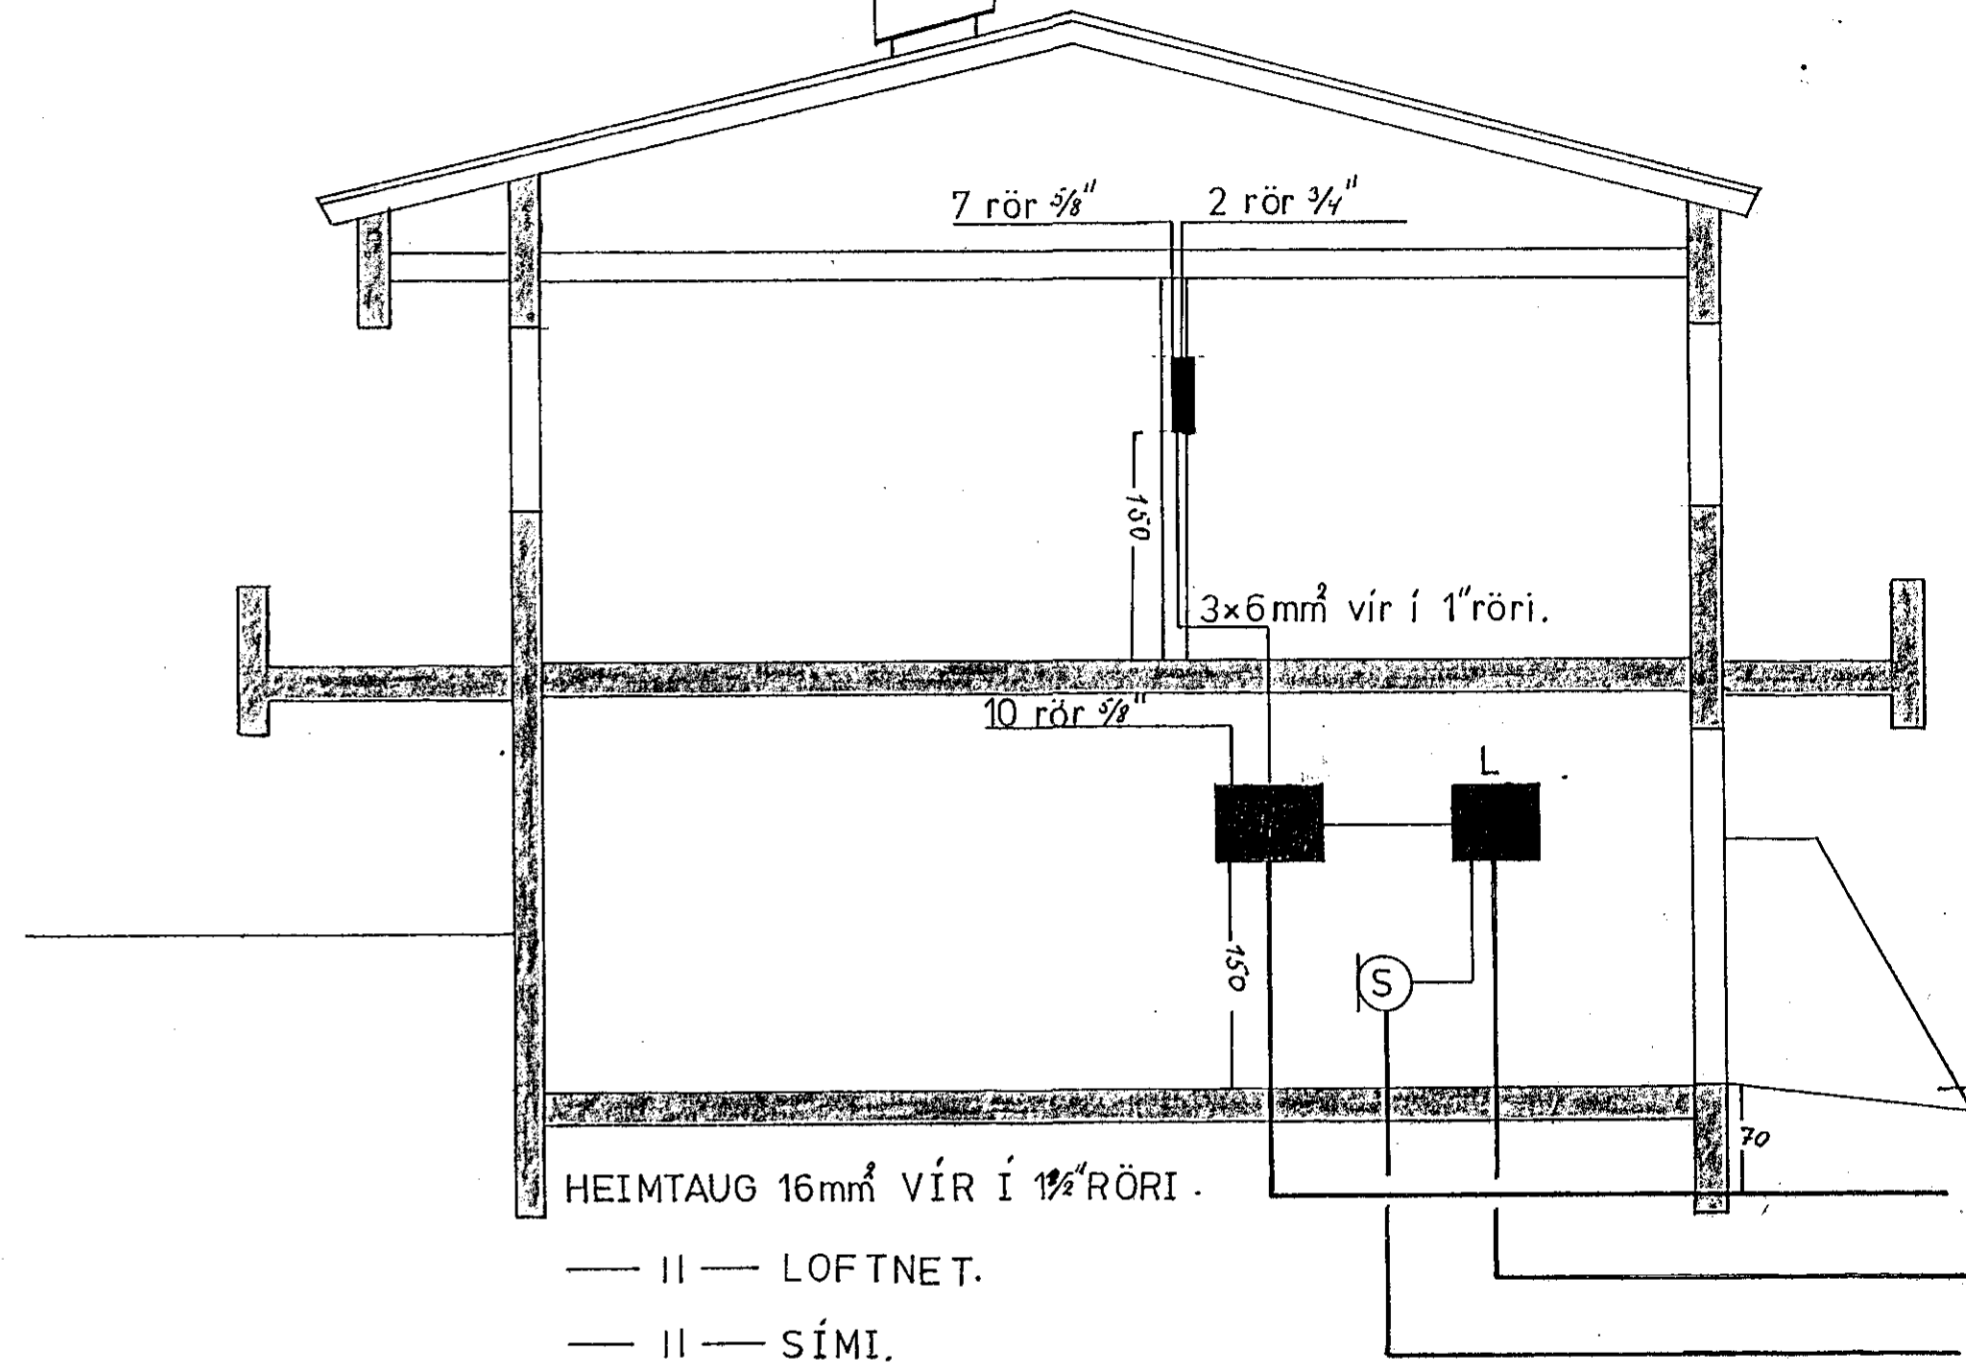 7 rör 5/8"
2 rör 3/4"
150
3×6mm² vír í 1" röri.
10 rör 5/8"
L
150
S
70
HEIMTAUG 16mm² VÍR Í 1½" RÖRI.
— II — LOFTNET.
— II — SÍMI.